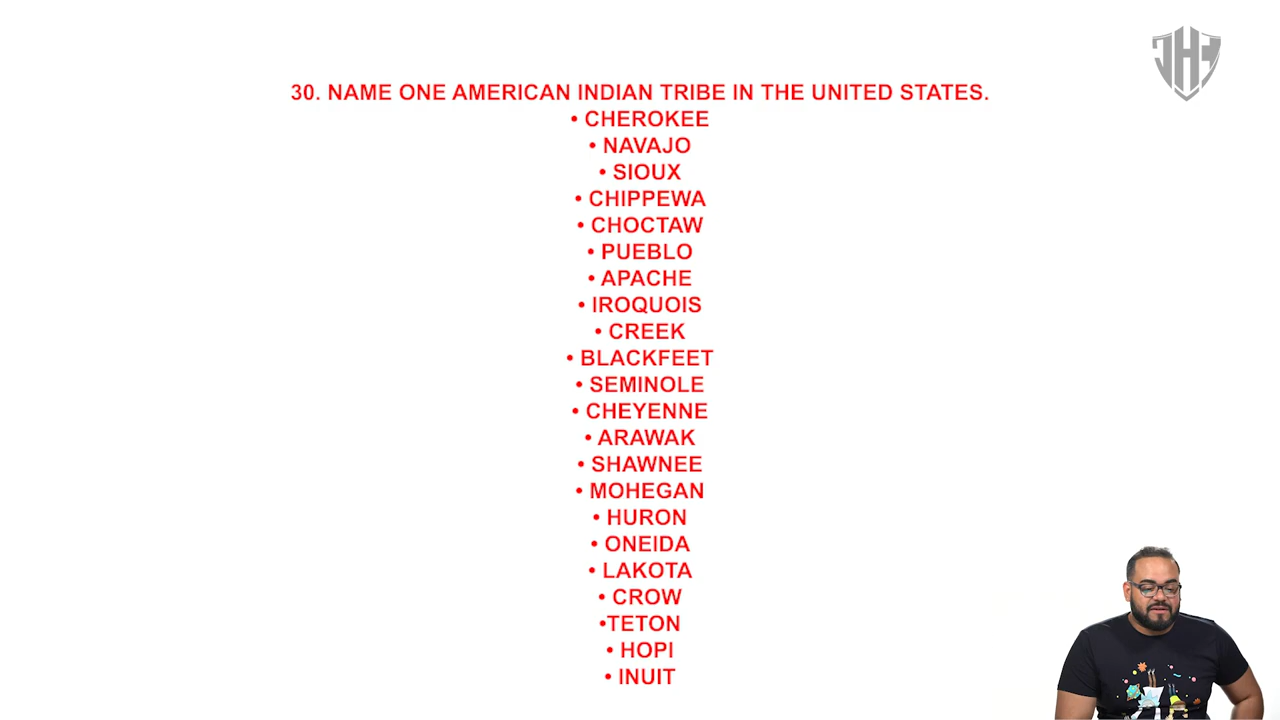 JHF
30. NAME ONE AMERICAN INDIAN TRIBE IN THE UNITED STATES.
• CHEROKEE
• NAVAJO
• SIOUX
• CHIPPEWA
• CHOCTAW
• PUEBLO
• APACHE
• IROQUOIS
• CREEK
• BLACKFEET
• SEMINOLE
• CHEYENNE
• ARAWAK
• SHAWNEE
• MOHEGAN
• HURON
• ONEIDA
• LAKOTA
• CROW
•TETON
• HOPI
• INUIT